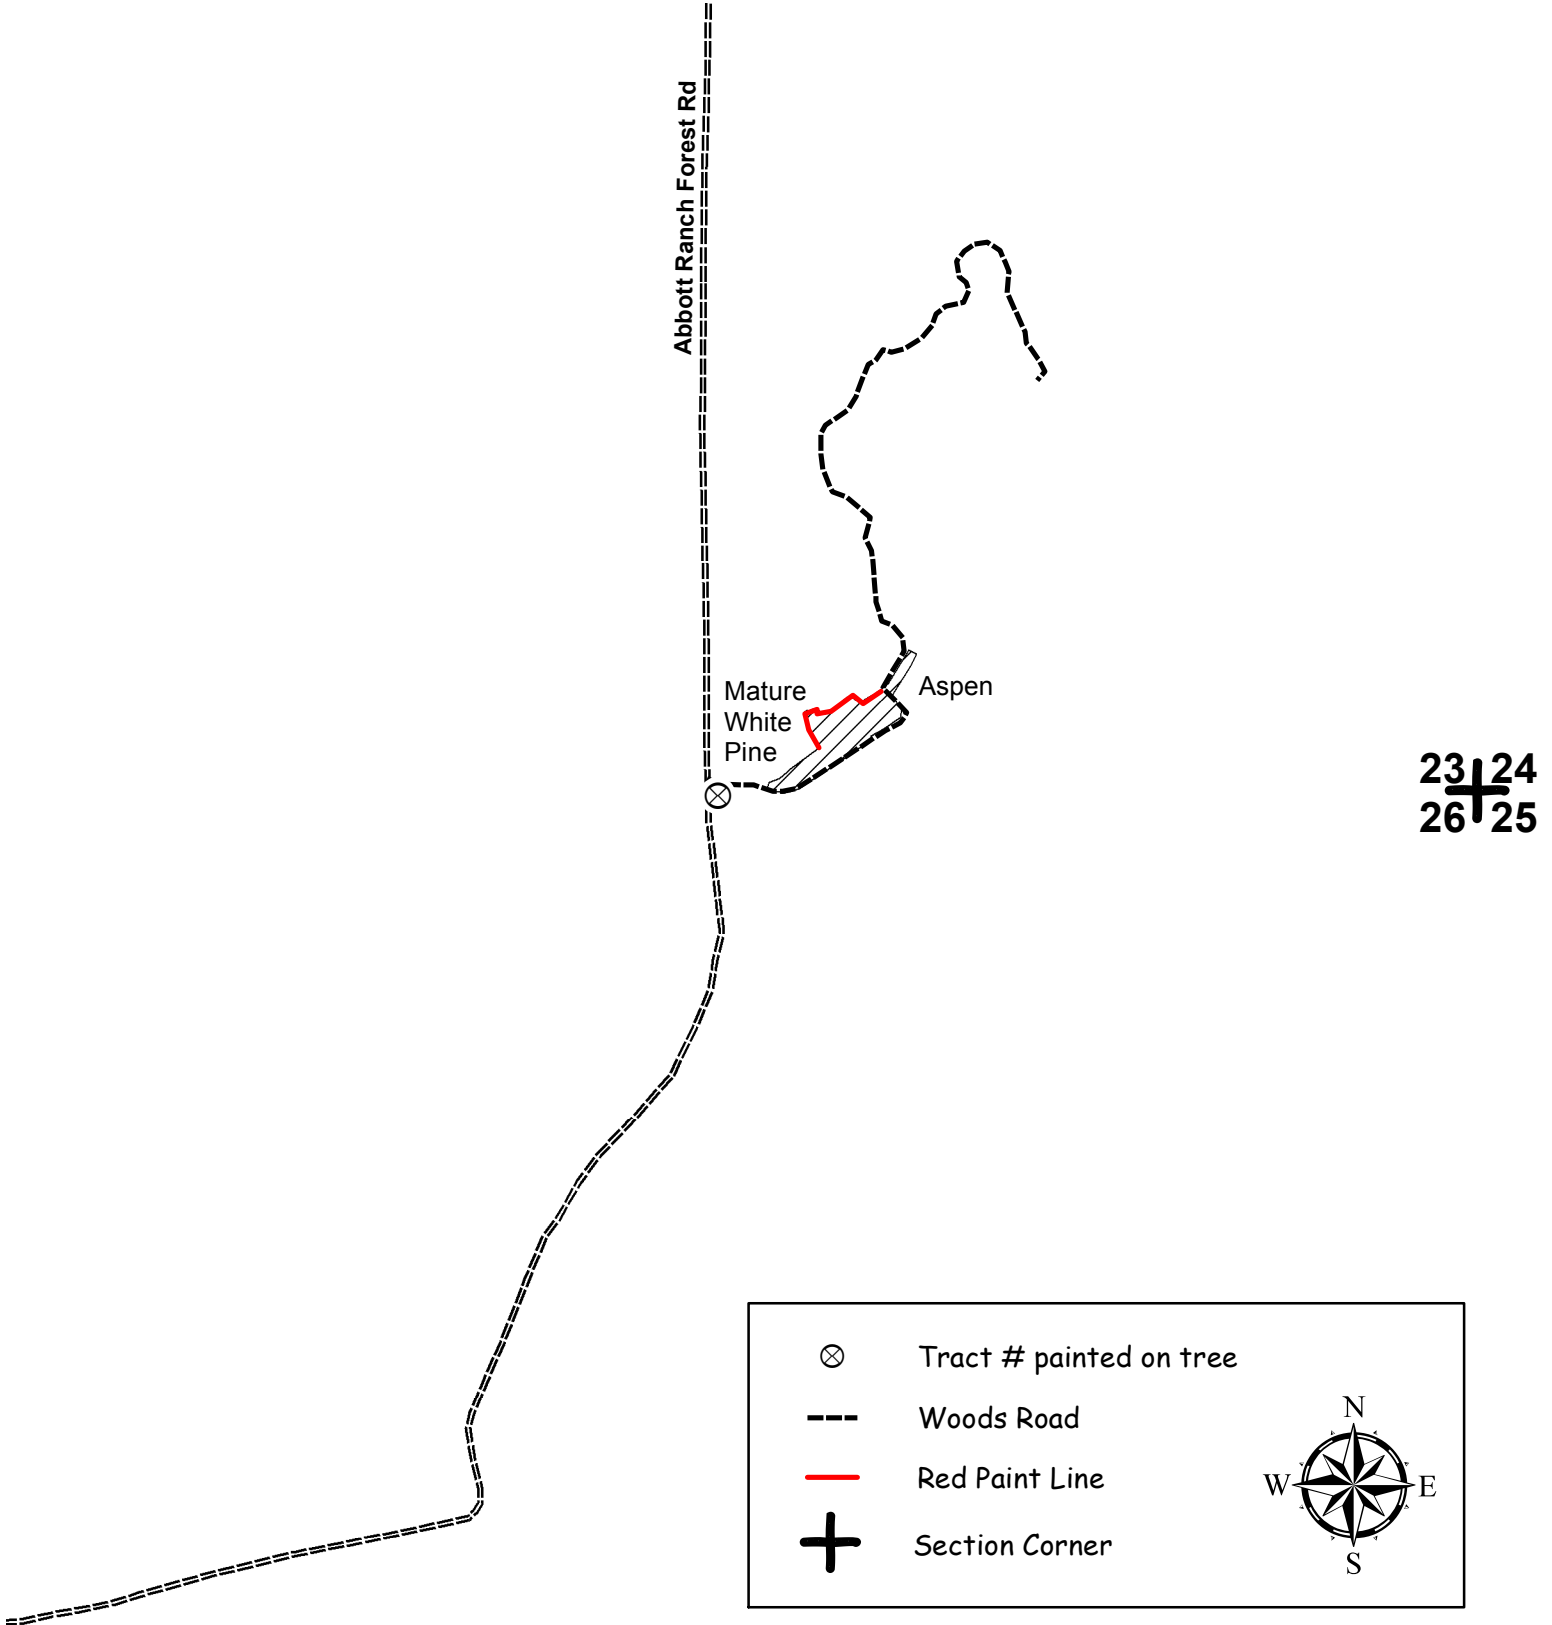 Abbott Ranch Forest Rd
Mature
White
Pine
Aspen
23 24
26 25
Tract # painted on tree
Woods Road
Red Paint Line
Section Corner
N
W E
S